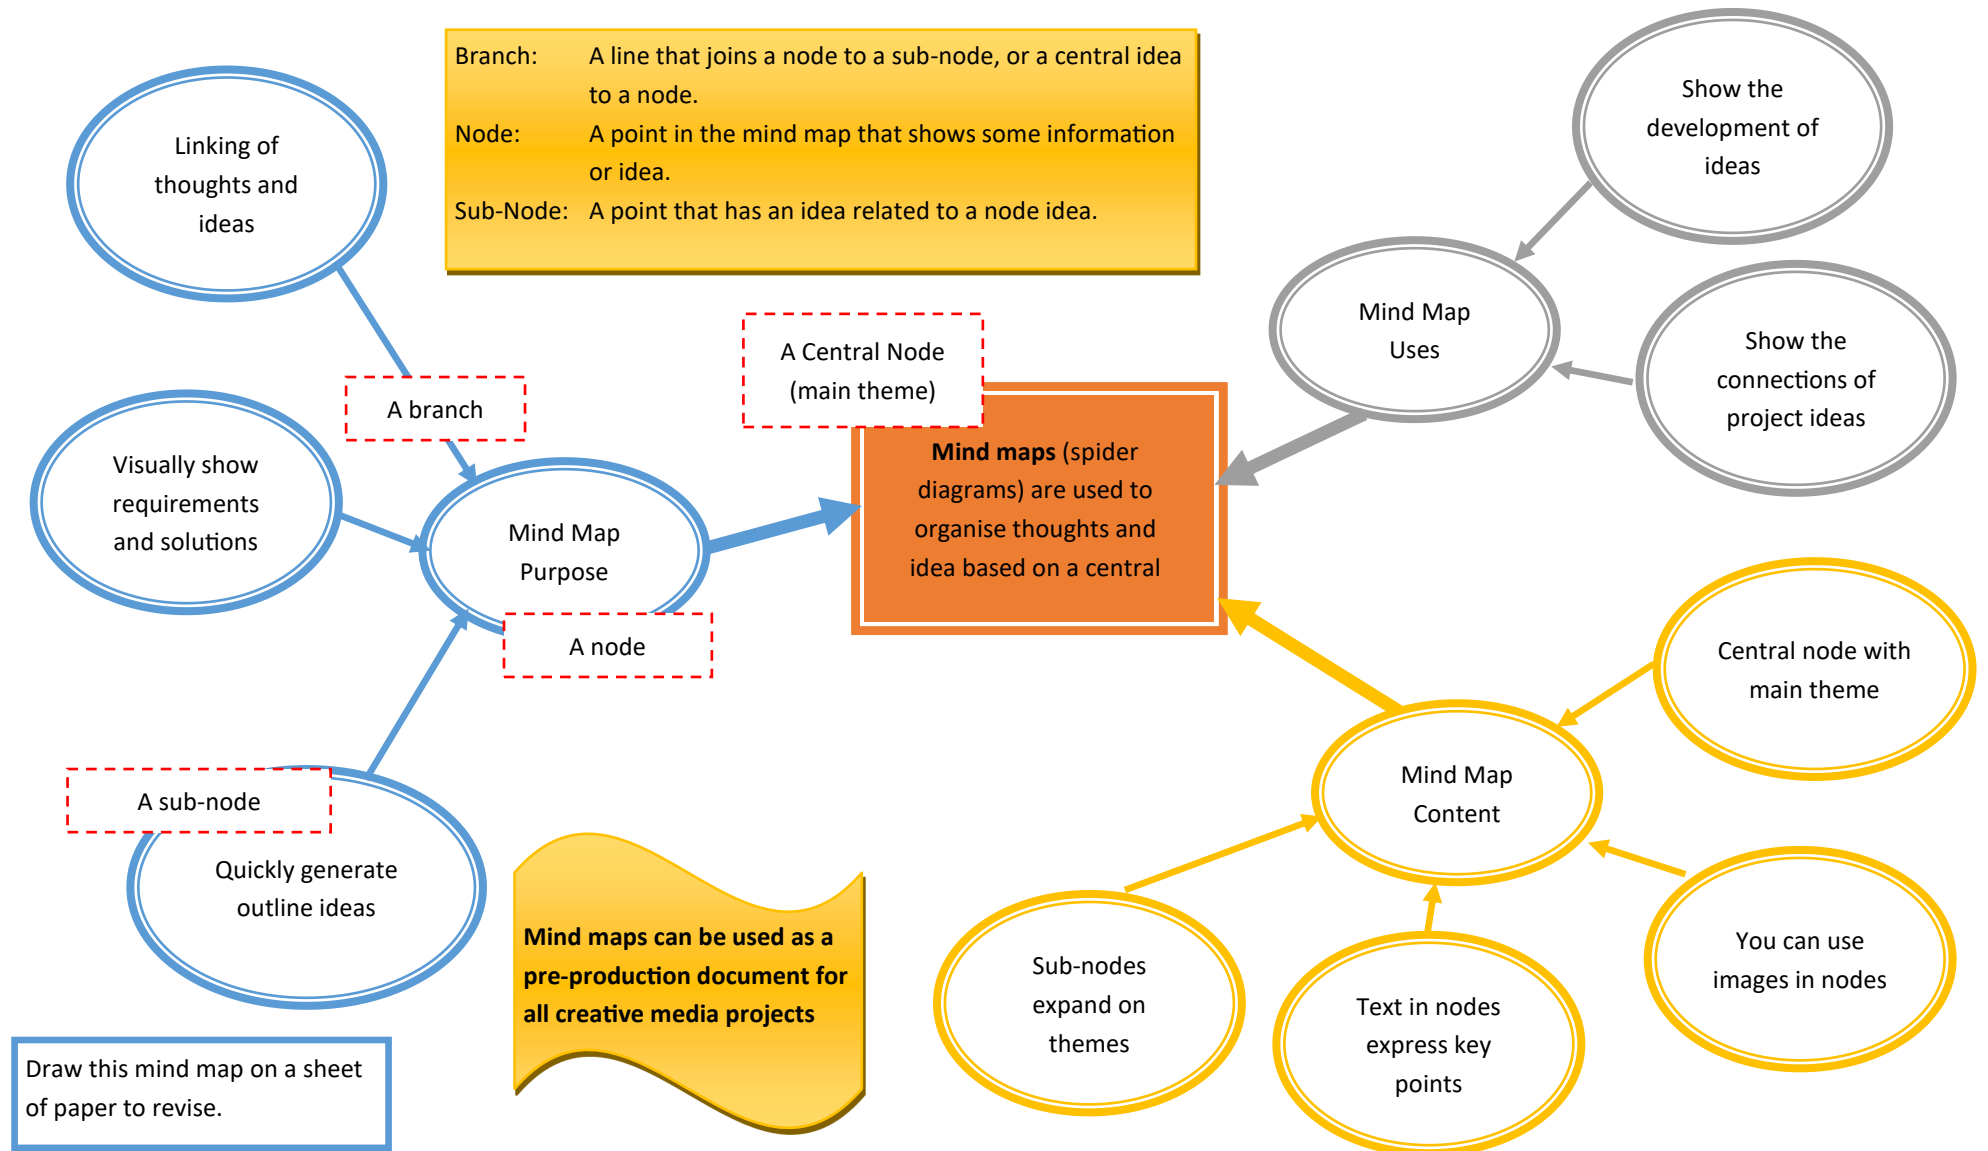 Branch: A line that joins a node to a sub-node, or a central idea
to a node.
Node: A point in the mind map that shows some information
or idea.
Sub-Node: A point that has an idea related to a node idea.
Linking of
thoughts and
ideas
A branch
Visually show
requirements
and solutions
Mind Map
Purpose
A node
A sub-node
Quickly generate
outline ideas
Draw this mind map on a sheet
of paper to revise.
A Central Node
(main theme)
Mind maps (spider
diagrams) are used to
organise thoughts and
idea based on a central
Mind maps can be used as a
pre-production document for
all creative media projects
Show the
development of
ideas
Mind Map
Uses
Show the
connections of
project ideas
Central node with
main theme
Mind Map
Content
You can use
images in nodes
Sub-nodes
expand on
themes
Text in nodes
express key
points